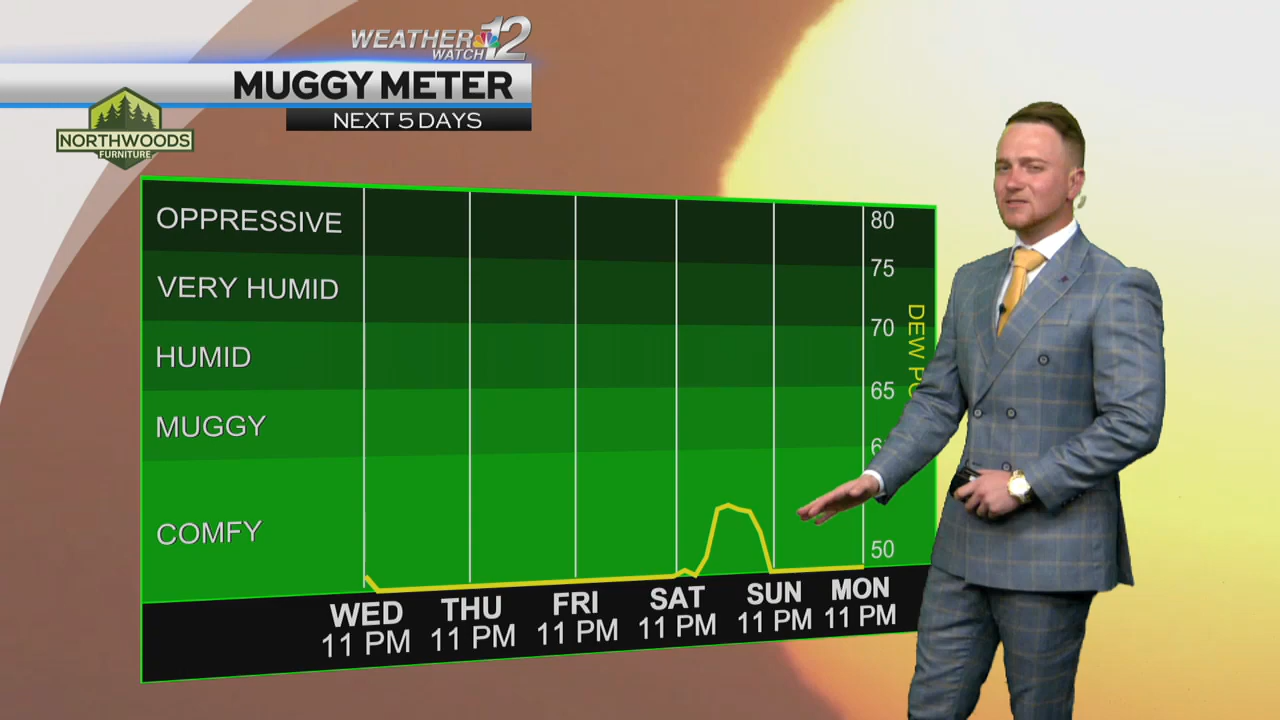 WEATHER 12
WATCH
MUGGY METER
NEXT 5 DAYS
NORTHWOODS
FURNITURE
OPPRESSIVE
VERY HUMID
HUMID
MUGGY
COMFY
80
75
70
65
50
DEW
WED THU FRI SAT SUN MON
11 PM 11 PM 11 PM 11 PM 11 PM 11 PM